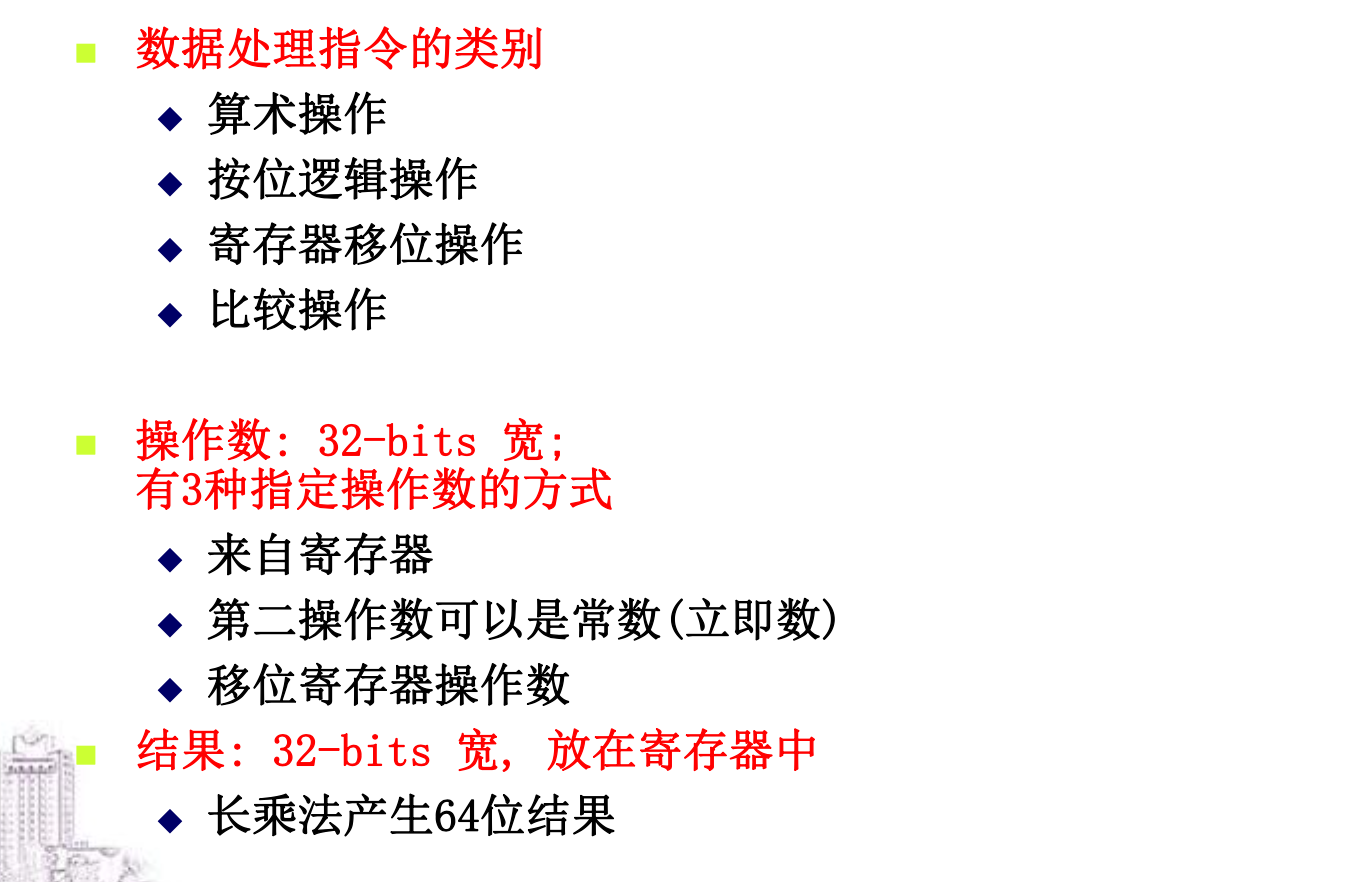 数据处理指令的类别
算术操作
按位逻辑操作
寄存器移位操作
比较操作
操作数: 32-bits 宽;
有3种指定操作数的方式
来自寄存器
第二操作数可以是常数(立即数)
移位寄存器操作数
结果: 32-bits 宽, 放在寄存器中
长乘法产生64位结果